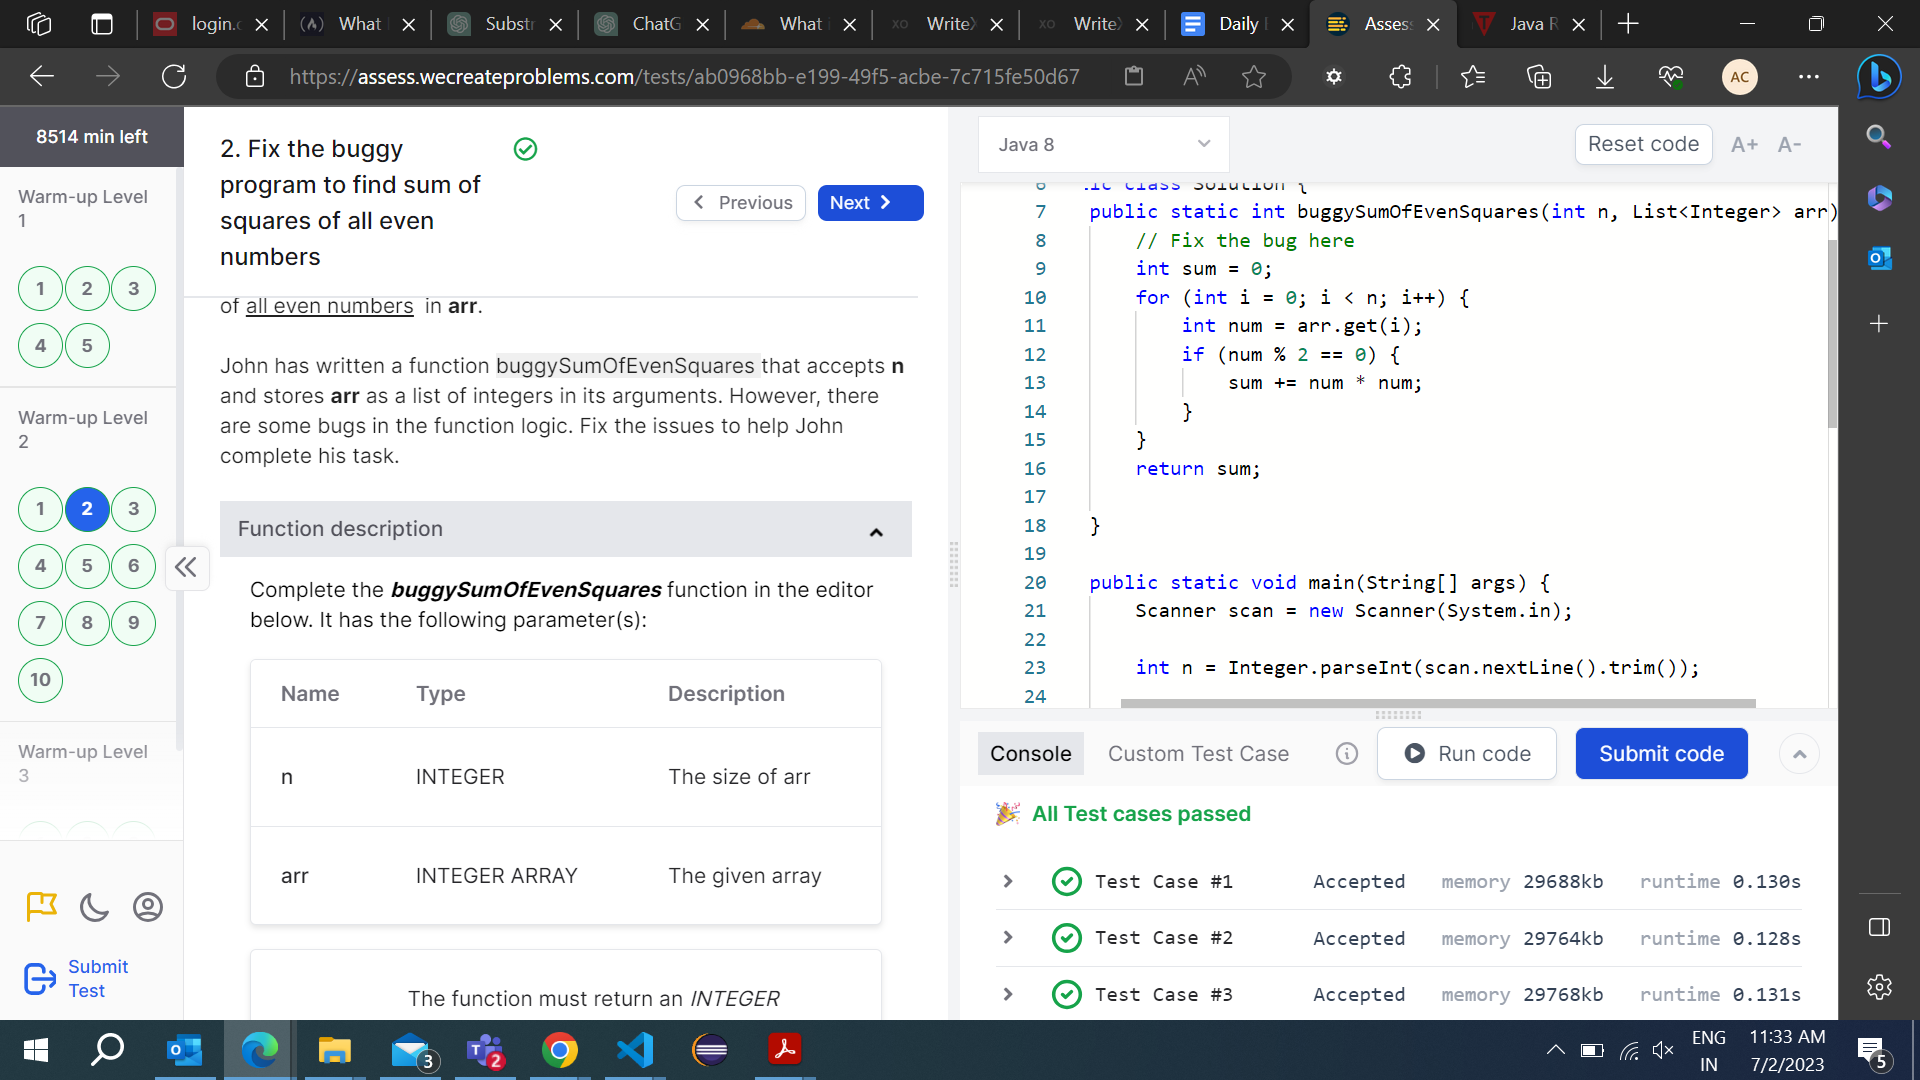 login.
What
Substr
ChatG
What i
Write
Write
Daily
Asses
Java R
https://assess.wecreateproblems.com/tests/ab0968bb-e199-49f5-acbe-7c715fe50d67
AC
8514 min left
Warm-up Level
1
1 2 3
4 5
Warm-up Level
2
1 2 3
4 5 6
7 8 9
10
Warm-up Level
3
Submit
Test
2. Fix the buggy
program to find sum of
squares of all even
numbers
Previous
Next
of all even numbers in arr.
John has written a function buggySumOfEvenSquares that accepts n
and stores arr as a list of integers in its arguments. However, there
are some bugs in the function logic. Fix the issues to help John
complete his task.
Function description
Complete the buggySumOfEvenSquares function in the editor
below. It has the following parameter(s):
Name Type Description
n INTEGER The size of arr
arr INTEGER ARRAY The given array
The function must return an INTEGER
Java 8
Reset code
A+ A-
6 ic class Solution {
7 public static int buggySumOfEvenSquares(int n, List<Integer> arr)
8 // Fix the bug here
9 int sum = 0;
10 for (int i = 0; i < n; i++) {
11 int num = arr.get(i);
12 if (num % 2 == 0) {
13 sum += num * num;
14 }
15 }
16 return sum;
17
18 }
19
20 public static void main(String[] args) {
21 Scanner scan = new Scanner(System.in);
22
23 int n = Integer.parseInt(scan.nextLine().trim());
24
Console
Custom Test Case
Run code
Submit code
All Test cases passed
Test Case #1 Accepted memory 29688kb runtime 0.130s
Test Case #2 Accepted memory 29764kb runtime 0.128s
Test Case #3 Accepted memory 29768kb runtime 0.131s
3
2
ENG
IN
11:33 AM
7/2/2023
5